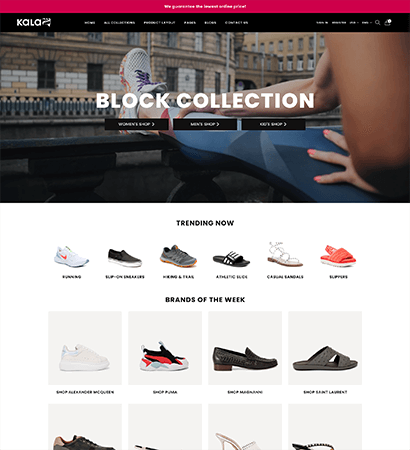 We guarantee the lowest online price!
KALA
HOME ALL COLLECTIONS PRODUCT LAYOUT PAGES BLOGS CONTACT US
SIGN IN REGISTER
BLOCK COLLECTION
WOMEN'S SHOP MEN'S SHOP KID'S SHOP
TRENDING NOW
RUNNING SLIP-ON SNEAKERS HIKING & TRAIL ATHLETIC SLIDE CASUAL SANDALS SLIPPERS
BRANDS OF THE WEEK
SHOP ALEXANDER MCQUEEN SHOP PUMA SHOP MAGNANNI SHOP SAINT LAURENT